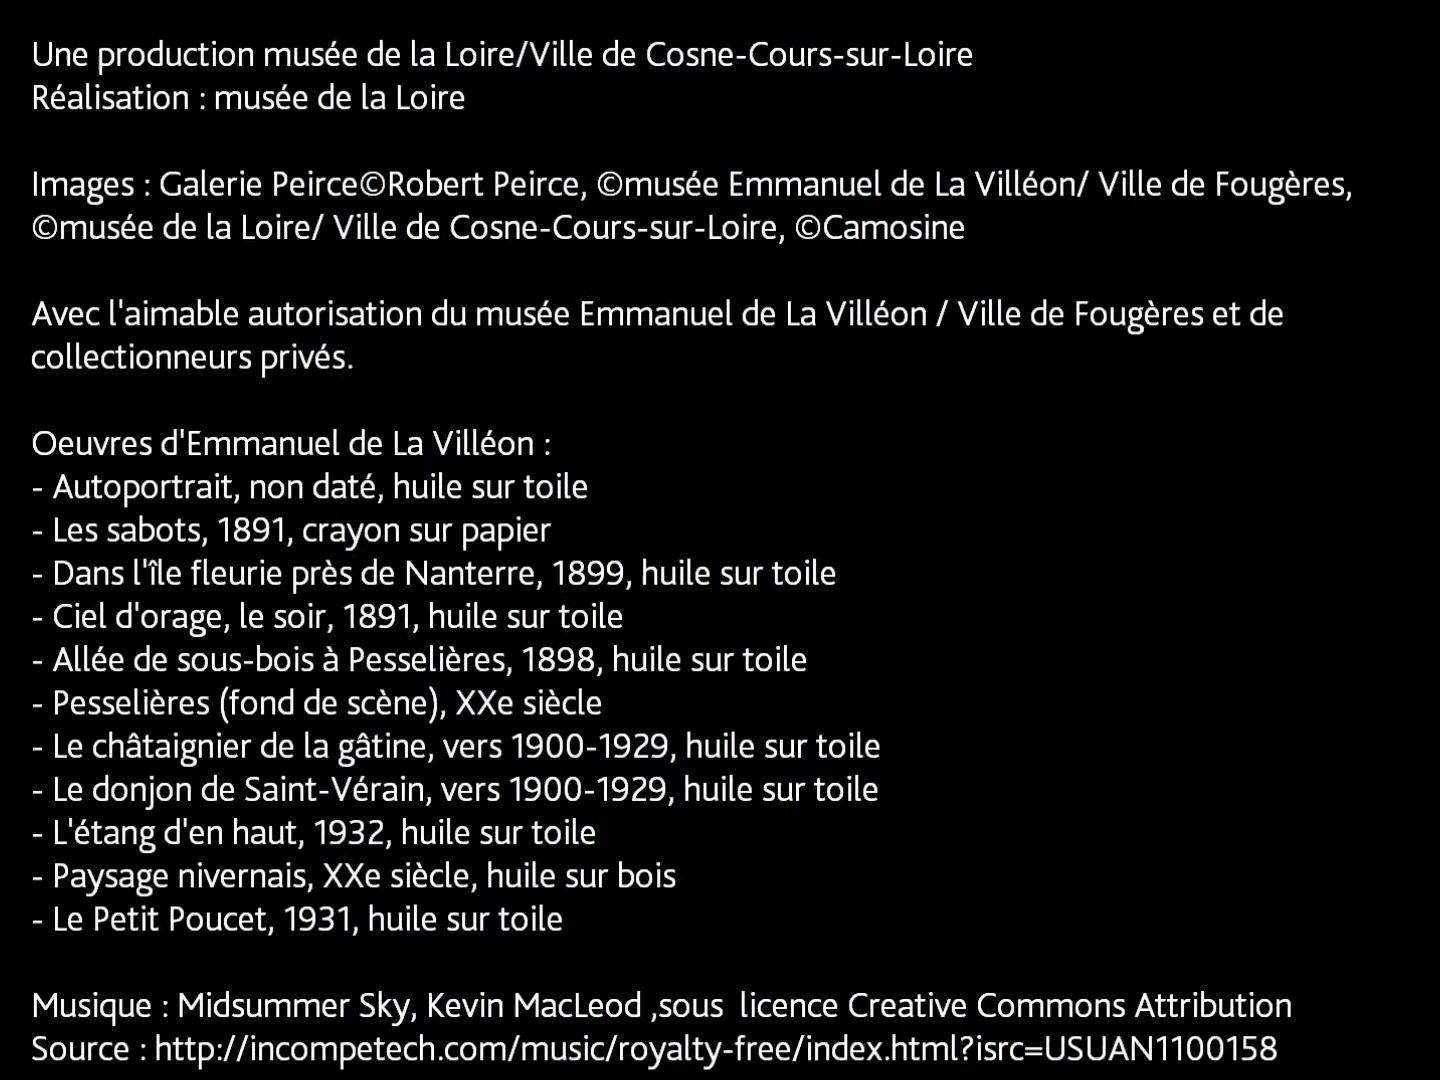 Une production musée de la Loire/Ville de Cosne-Cours-sur-Loire
Réalisation : musée de la Loire
Images : Galerie Peirce©Robert Peirce, ©musée Emmanuel de La Villéon/ Ville de Fougères,
©musée de la Loire/ Ville de Cosne-Cours-sur-Loire, ©Camosine
Avec l'aimable autorisation du musée Emmanuel de La Villéon / Ville de Fougères et de
collectionneurs privés.
Oeuvres d'Emmanuel de La Villéon :
- Autoportrait, non daté, huile sur toile
- Les sabots, 1891, crayon sur papier
- Dans l'île fleurie près de Nanterre, 1899, huile sur toile
- Ciel d'orage, le soir, 1891, huile sur toile
- Allée de sous-bois à Pesselières, 1898, huile sur toile
- Pesselières (fond de scène), XXe siècle
- Le châtaignier de la gâtine, vers 1900-1929, huile sur toile
- Le donjon de Saint-Vérain, vers 1900-1929, huile sur toile
- L'étang d'en haut, 1932, huile sur toile
- Paysage nivernais, XXe siècle, huile sur bois
- Le Petit Poucet, 1931, huile sur toile
Musique : Midsummer Sky, Kevin MacLeod ,sous  licence Creative Commons Attribution
Source : http://incompetech.com/music/royalty-free/index.html?isrc=USUAN1100158